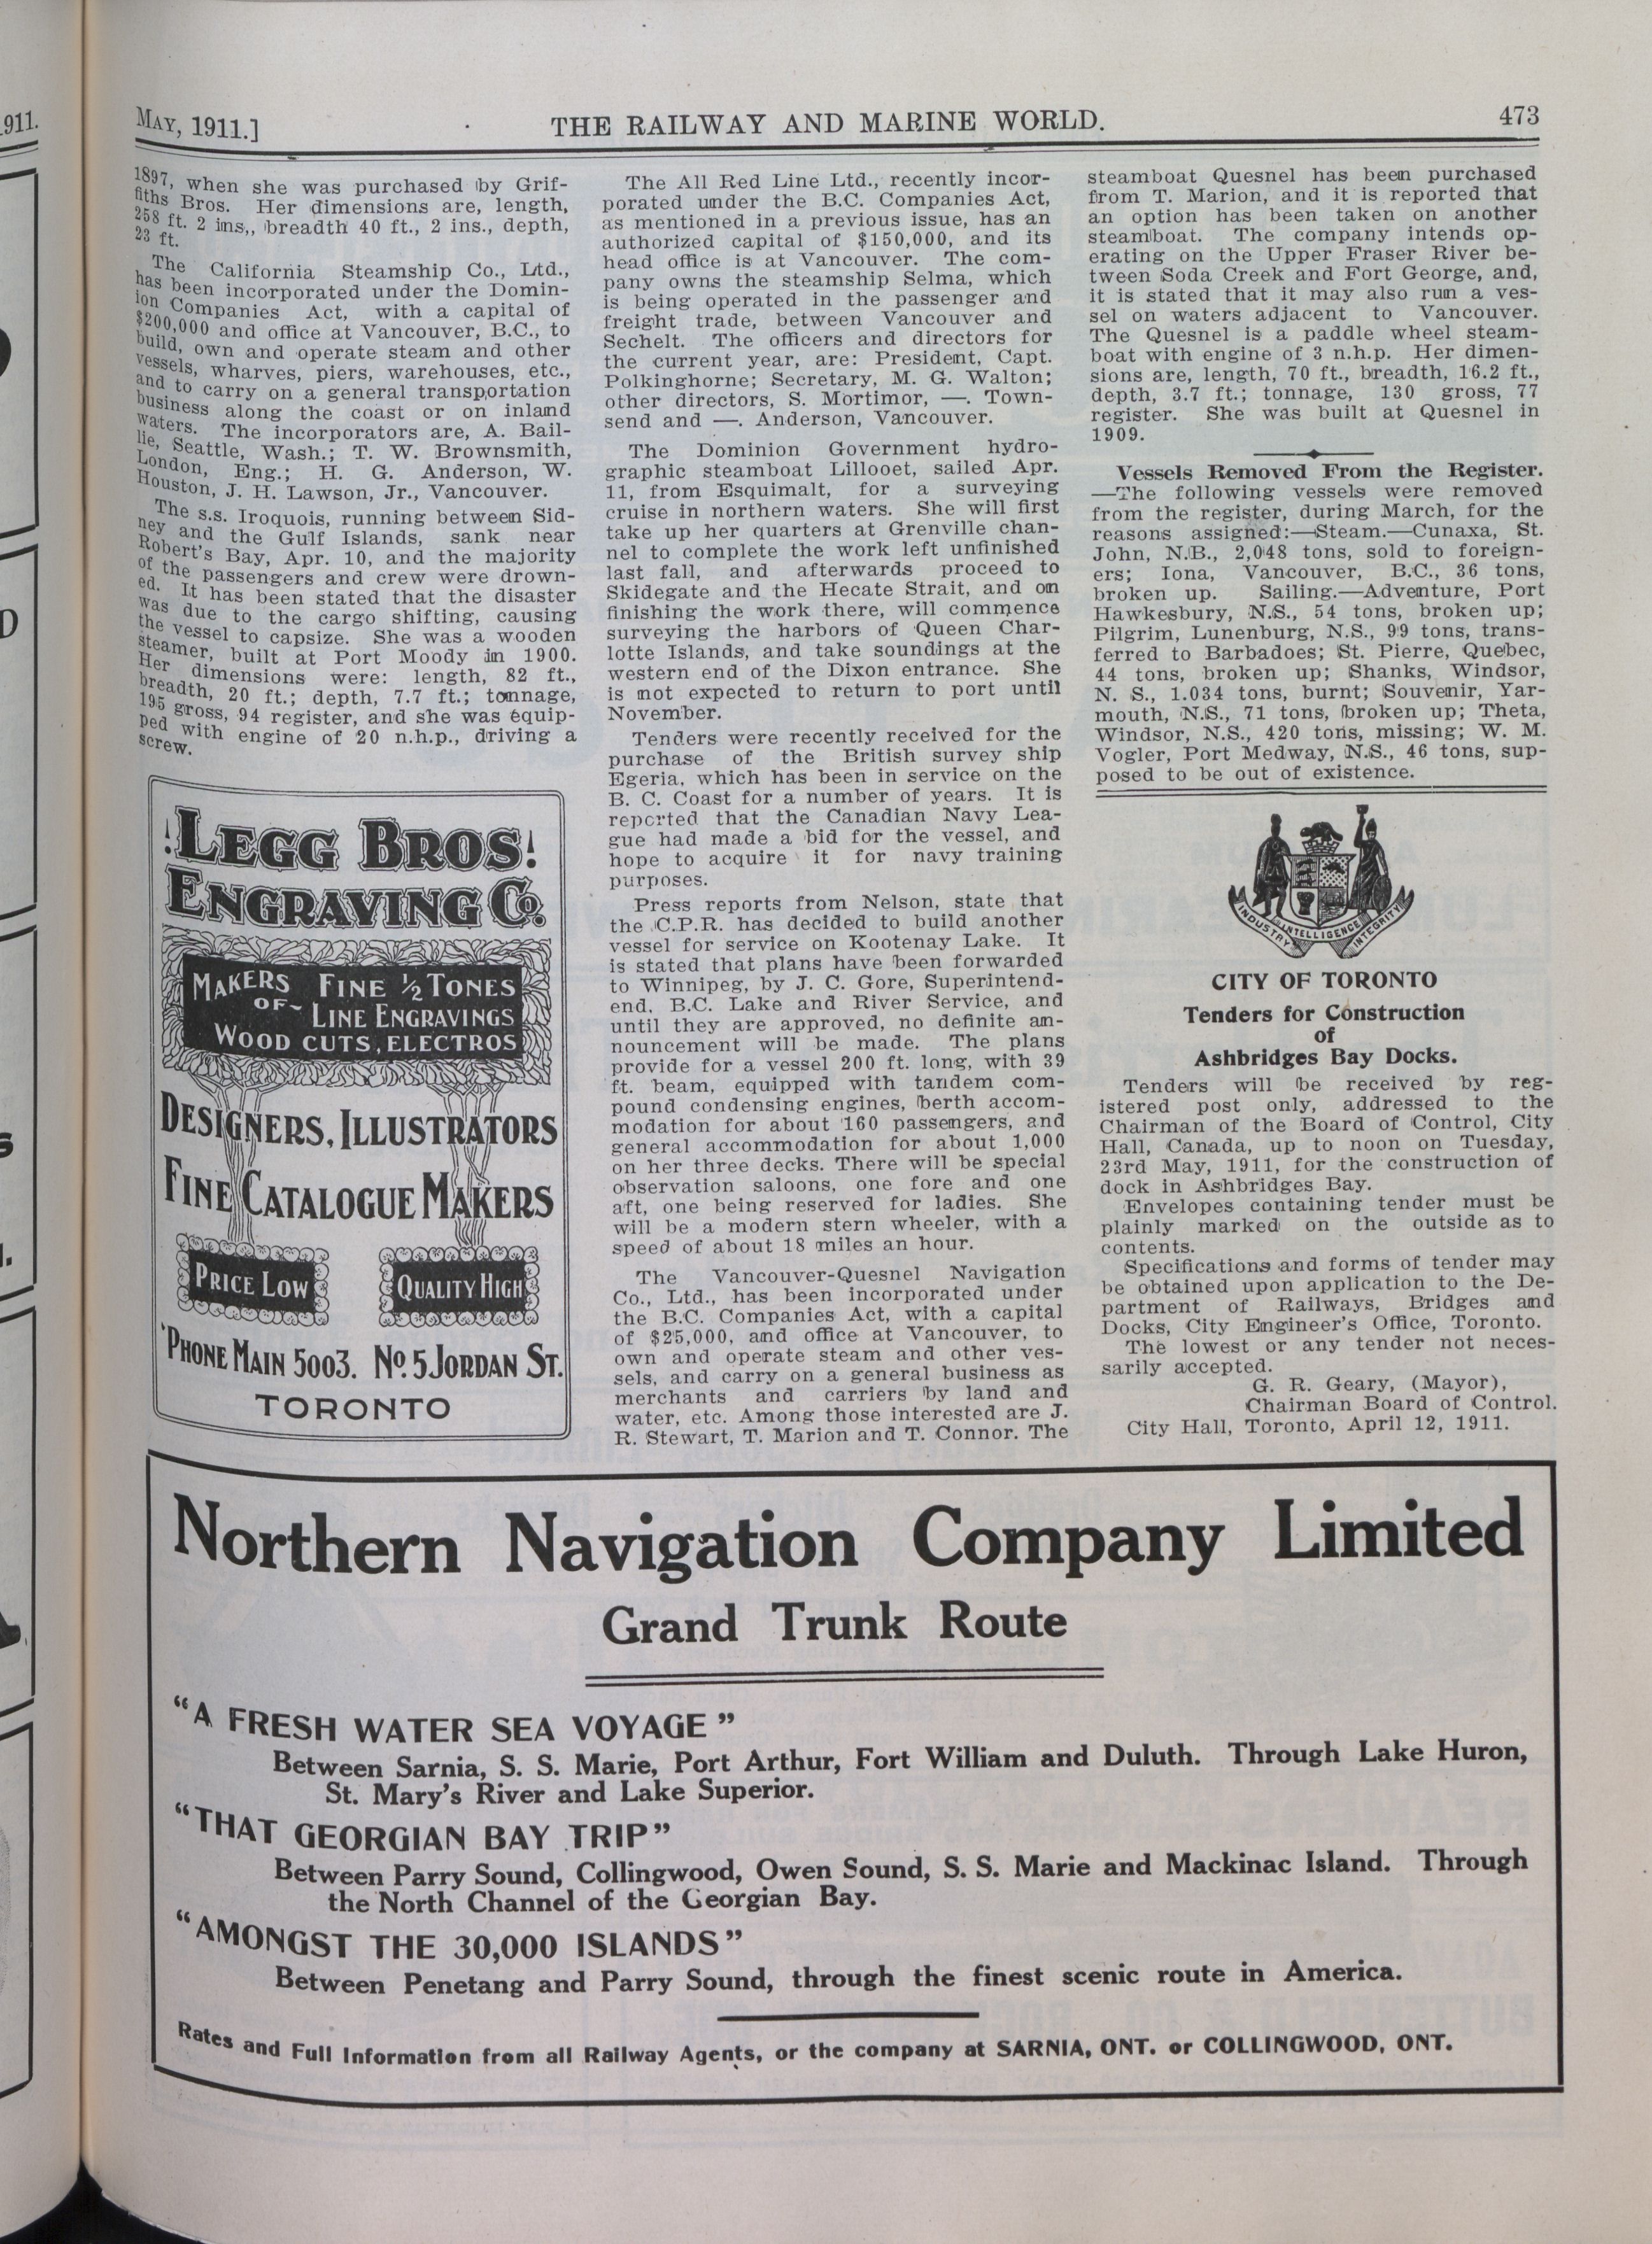 911.
MAY, 1911.]
THE RAILWAY AND MARINE WORLD.
473
1897, when she was purchased by Grif-
fiths Bros. Her dimensions are, length,
258 ft. 2 ins,, breadth 40 ft., 2 ins., depth,
23 ft.
The California Steamship Co., Ltd.,
has been incorporated under the Domin-
ion Companies Act, with a capital of
$200,000 and office at Vancouver, B.C., to
build, own and operate steam and other
vessels, wharves, piers, warehouses, etc.,
and to carry on a general transportation
business along the coast or on inland
waters. The incorporators are, A. Bail-
lie, Seattle, Wash.; T. W. Brownsmith,
London, Eng.; H. G. Anderson, W.
Houston, J. H. Lawson, Jr., Vancouver.
The s.s. Iroquois, running between Sid-
ney and the Gulf Islands, sank near
Robert's Bay, Apr. 10, and the majority
of the passengers and crew were drown-
ed. It has been stated that the disaster
was due to the cargo shifting, causing
the vessel to capsize. She was a wooden
steamer, built at Port Moody in 1900.
Her dimensions were: length, 82 ft.,
breadth, 20 ft.; depth, 7.7 ft.; tonnage,
195 gross, 94 register, and she was equip-
ped with engine of 20 n.h.p., driving a
screw.
LEGG BROS.
ENGRAVING CO.
MAKERS OF~ FINE ½ TONES
LINE ENGRAVINGS
WOOD CUTS, ELECTROS
DESIGNERS, ILLUSTRATORS
FINE CATALOGUE MAKERS
PRICE LOW QUALITY HIGH
'PHONE MAIN 5003. No. 5 JORDAN ST.
TORONTO
The All Red Line Ltd., recently incor-
porated under the B.C. Companies Act,
as mentioned in a previous issue, has an
authorized capital of $150,000, and its
head office is at Vancouver. The com-
pany owns the steamship Selma, which
is being operated in the passenger and
freight trade, between Vancouver and
Sechelt. The officers and directors for
the current year, are: President, Capt.
Polkinghorne; Secretary, M. G. Walton;
other directors, S. Mortimor, —. Town-
send and —. Anderson, Vancouver.
The Dominion Government hydro-
graphic steamboat Lillooet, sailed Apr.
11, from Esquimalt, for a surveying
cruise in northern waters. She will first
take up her quarters at Grenville chan-
nel to complete the work left unfinished
last fall, and afterwards proceed to
Skidegate and the Hecate Strait, and on
finishing the work there, will commence
surveying the harbors of Queen Char-
lotte Islands, and take soundings at the
western end of the Dixon entrance. She
is not expected to return to port until
November.
Tenders were recently received for the
purchase of the British survey ship
Egeria, which has been in service on the
B. C. Coast for a number of years. It is
reported that the Canadian Navy Lea-
gue had made a bid for the vessel, and
hope to acquire it for navy training
purposes.
Press reports from Nelson, state that
the C.P.R. has decided to build another
vessel for service on Kootenay Lake. It
is stated that plans have been forwarded
to Winnipeg, by J. C. Gore, Superintend-
end, B.C. Lake and River Service, and
until they are approved, no definite an-
nouncement will be made. The plans
provide for a vessel 200 ft. long, with 39
ft. beam, equipped with tandem com-
pound condensing engines, berth accom-
modation for about 160 passengers, and
general accommodation for about 1,000
on her three decks. There will be special
observation saloons, one fore and one
aft, one being reserved for ladies. She
will be a modern stern wheeler, with a
speed of about 18 miles an hour.
The Vancouver-Quesnel Navigation
Co., Ltd., has been incorporated under
the B.C. Companies Act, with a capital
of $25,000, and office at Vancouver, to
own and operate steam and other ves-
sels, and carry on a general business as
merchants and carriers by land and
water, etc. Among those interested are J.
R. Stewart, T. Marion and T. Connor. The
steamboat Quesnel has been purchased
from T. Marion, and it is reported that
an option has been taken on another
steamboat. The company intends op-
erating on the Upper Fraser River be-
tween Soda Creek and Fort George, and,
it is stated that it may also run a ves-
sel on waters adjacent to Vancouver.
The Quesnel is a paddle wheel steam-
boat with engine of 3 n.h.p. Her dimen-
sions are, length, 70 ft., breadth, 16.2 ft.,
depth, 3.7 ft.; tonnage, 130 gross, 77
register. She was built at Quesnel in
1909.
Vessels Removed From the Register.
—The following vessels were removed
from the register, during March, for the
reasons assigned:—Steam.—Cunaxa, St.
John, N.B., 2,048 tons, sold to foreign-
ers; Iona, Vancouver, B.C., 36 tons,
broken up. Sailing.—Adventure, Port
Hawkesbury, N.S., 54 tons, broken up;
Pilgrim, Lunenburg, N.S., 99 tons, trans-
ferred to Barbadoes; St. Pierre, Quebec,
44 tons, broken up; Shanks, Windsor,
N. S., 1.034 tons, burnt; Souvenir, Yar-
mouth, N.S., 71 tons, broken up; Theta,
Windsor, N.S., 420 tons, missing; W. M.
Vogler, Port Medway, N.S., 46 tons, sup-
posed to be out of existence.
INDUSTRY INTELLIGENCE INTEGRITY
CITY OF TORONTO
Tenders for Construction
of
Ashbridges Bay Docks.
Tenders will be received by reg-
istered post only, addressed to the
Chairman of the Board of Control, City
Hall, Canada, up to noon on Tuesday,
23rd May, 1911, for the construction of
dock in Ashbridges Bay.
Envelopes containing tender must be
plainly marked on the outside as to
contents.
Specifications and forms of tender may
be obtained upon application to the De-
partment of Railways, Bridges and
Docks, City Engineer's Office, Toronto.
The lowest or any tender not neces-
sarily accepted.
G. R. Geary, (Mayor),
Chairman Board of Control.
City Hall, Toronto, April 12, 1911.
Northern Navigation Company Limited
Grand Trunk Route
"A FRESH WATER SEA VOYAGE"
Between Sarnia, S. S. Marie, Port Arthur, Fort William and Duluth. Through Lake Huron,
St. Mary's River and Lake Superior.
"THAT GEORGIAN BAY TRIP"
Between Parry Sound, Collingwood, Owen Sound, S. S. Marie and Mackinac Island. Through
the North Channel of the Georgian Bay.
"AMONGST THE 30,000 ISLANDS"
Between Penetang and Parry Sound, through the finest scenic route in America.
Rates and Full Information from all Railway Agents, or the company at SARNIA, ONT. or COLLINGWOOD, ONT.